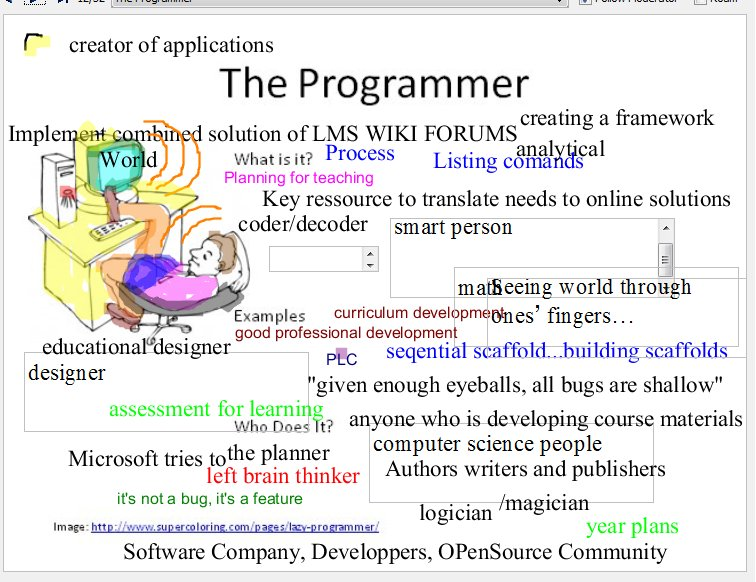 12/32 The Programmer
Follow Moderator Roam
creator of applications
The Programmer
creating a framework
Implement combined solution of LMS WIKI FORUMS
analytical
World
What is it?
Process
Listing comands
Planning for teaching
Key ressource to translate needs to online solutions
coder/decoder
smart person
math
Seeing world through
ones’ fingers…
Examples
curriculum development
good professional development
educational designer
PLC
seqential scaffold...building scaffolds
designer
"given enough eyeballs, all bugs are shallow"
assessment for learning
anyone who is developing course materials
Who Does It?
computer science people
Microsoft tries to
the planner
Authors writers and publishers
left brain thinker
it's not a bug, it's a feature
logician
/magician
Image: http://www.supercoloring.com/pages/lazy-programmer/
year plans
Software Company, Developpers, OPenSource Community